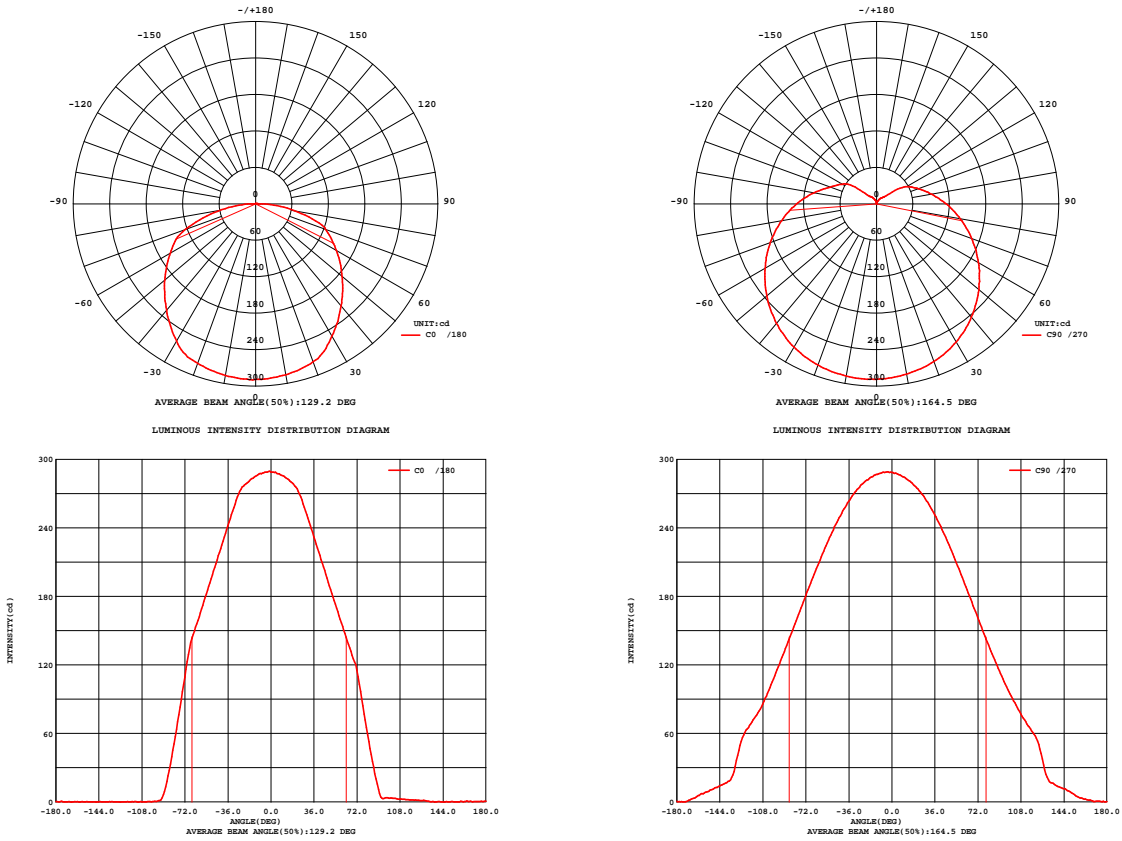 -/+180
-150 150
-120 120
-90 90
0
60
120
180
240
300
-60 60
-30 30
0
UNIT:cd
C0 /180
AVERAGE BEAM ANGLE(50%):129.2 DEG
-/+180
-150 150
-120 120
-90 90
0
60
120
180
240
300
-60 60
-30 30
0
UNIT:cd
C90 /270
AVERAGE BEAM ANGLE(50%):164.5 DEG
LUMINOUS INTENSITY DISTRIBUTION DIAGRAM
C0 /180
300
240
180
120
60
0
INTENSITY(cd)
-180.0 -144.0 -108.0 -72.0 -36.0 0.0 36.0 72.0 108.0 144.0 180.0
ANGLE(DEG)
AVERAGE BEAM ANGLE(50%):129.2 DEG
LUMINOUS INTENSITY DISTRIBUTION DIAGRAM
C90 /270
300
240
180
120
60
0
INTENSITY(cd)
-180.0 -144.0 -108.0 -72.0 -36.0 0.0 36.0 72.0 108.0 144.0 180.0
ANGLE(DEG)
AVERAGE BEAM ANGLE(50%):164.5 DEG